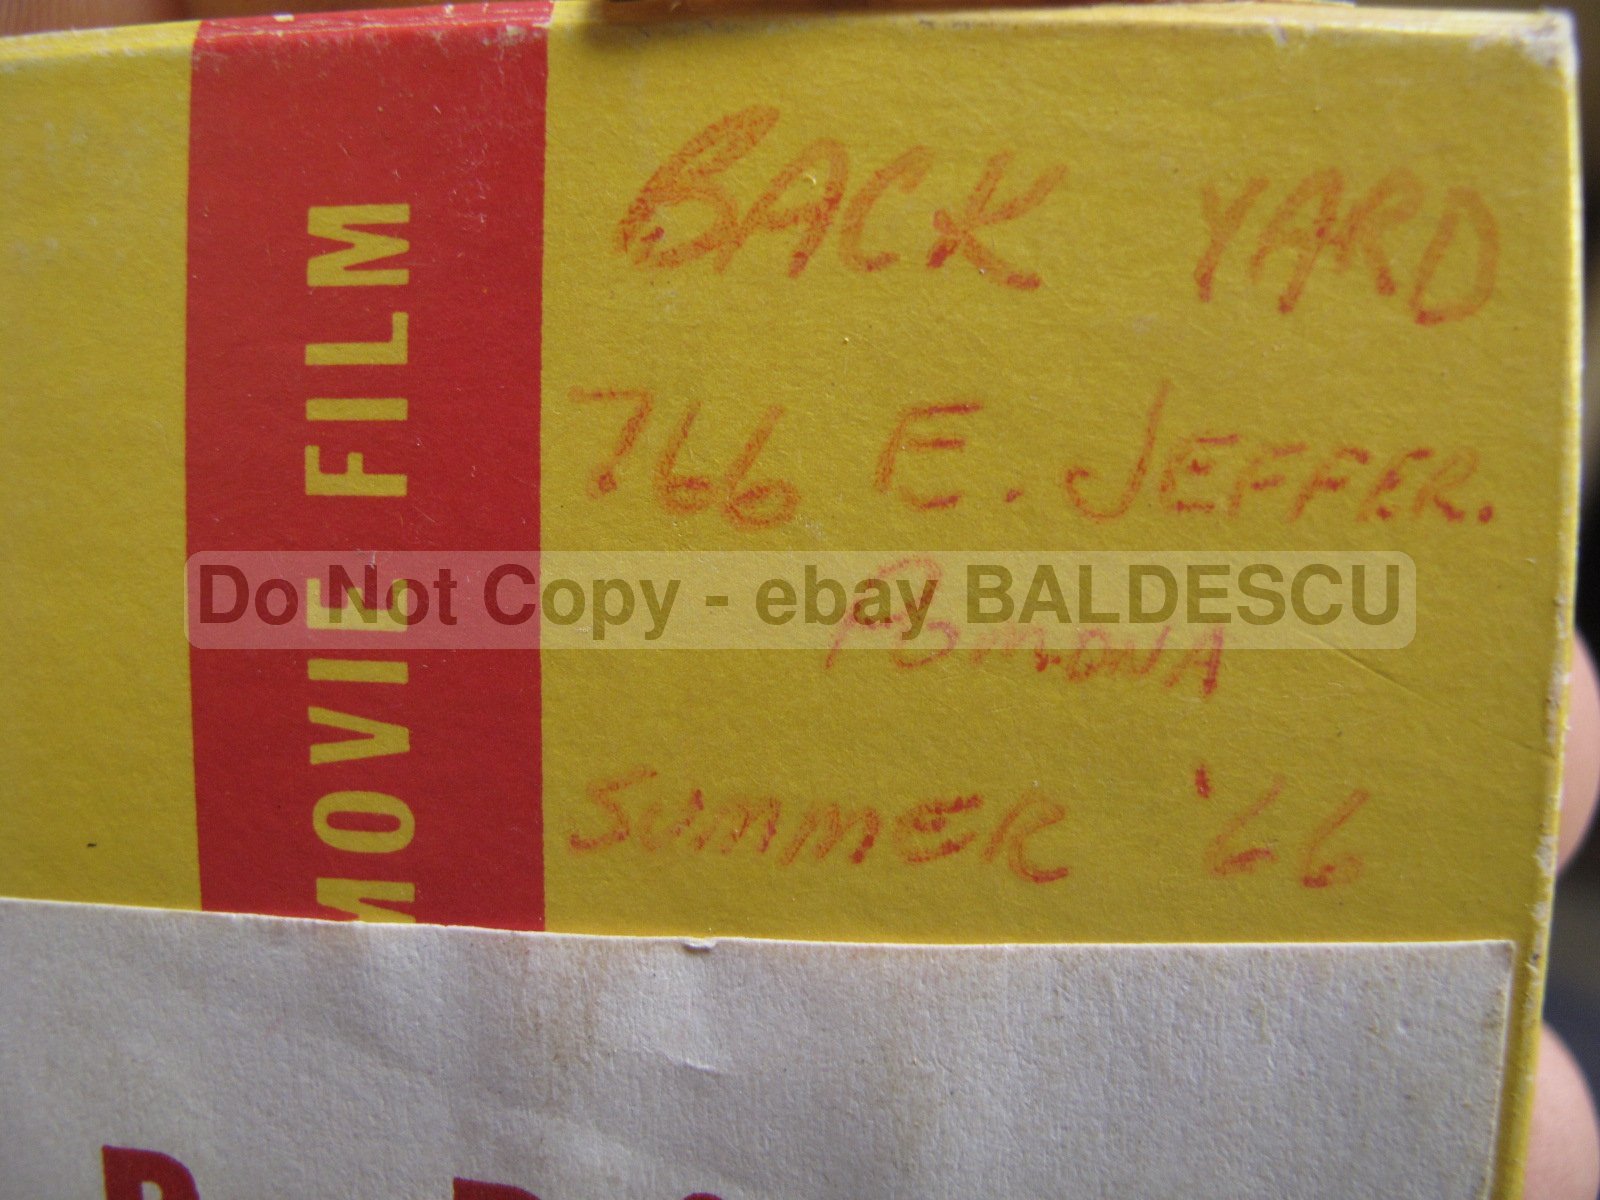 MOVIE FILM
BACK YARD
766 E. JEFFER.
Do Not Copy - ebay BALDESCU
POMONA
SUMMER '66